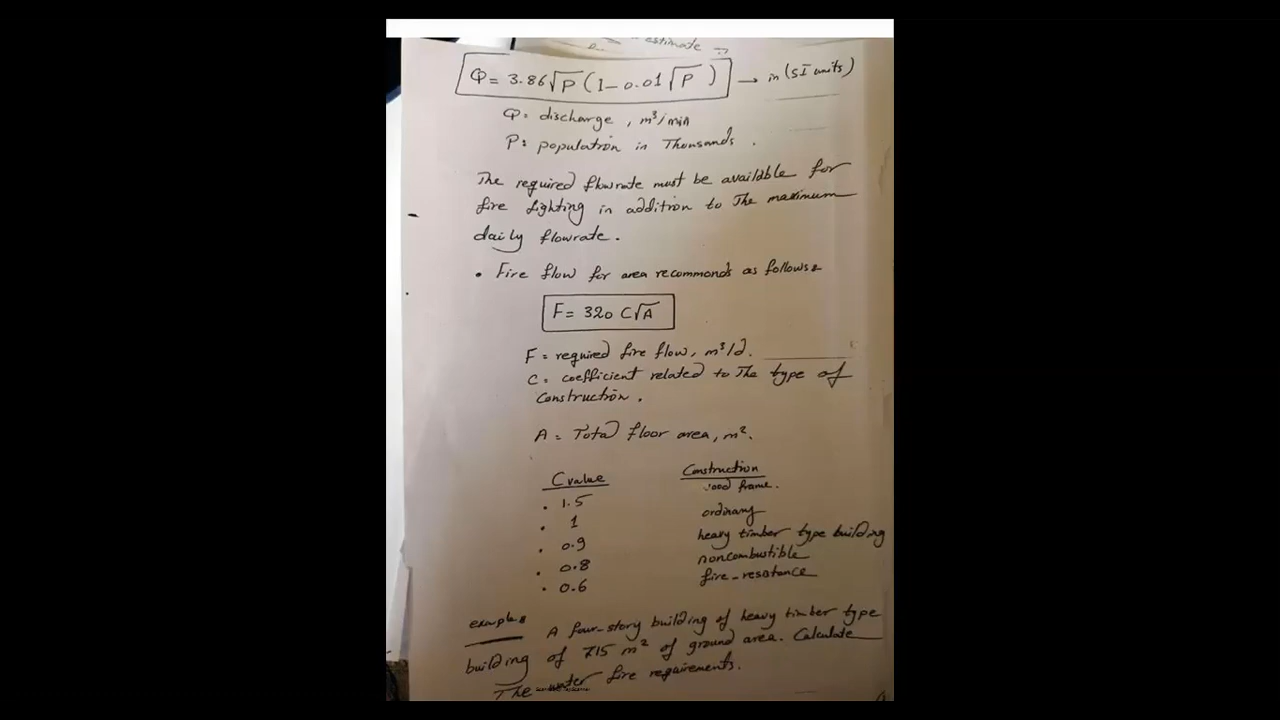 estimate
Q = 3.86√P (1 - 0.01√P) → in (SI units)
Q = discharge, m³/min
P: population in Thousands.
The required flowrate must be available for
fire fighting in addition to The maximum
daily flowrate.
• Fire flow for area recommends as follows:
F = 320 C√A
F = required fire flow, m³/d.
C = coefficient related to The type of
Construction.
A = Total floor area, m².
C value Construction
• 1.5 wood frame.
• 1 ordinary
• 0.9 heavy timber type building
• 0.8 noncombustible
• 0.6 fire-resistance
example: A four-story building of heavy timber type
building of 715 m² of ground area. Calculate
The water fire requirements.